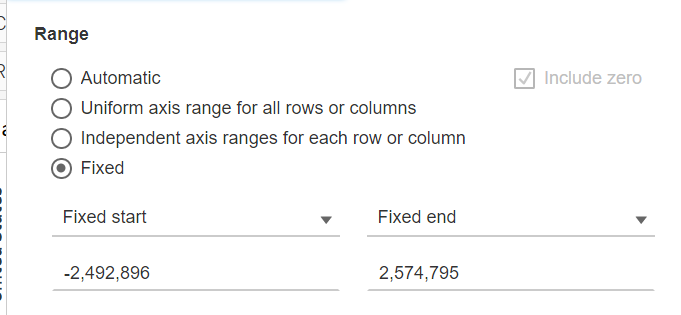 Range
Automatic
Include zero
Uniform axis range for all rows or columns
Independent axis ranges for each row or column
Fixed
Fixed start
Fixed end
-2,492,896
2,574,795